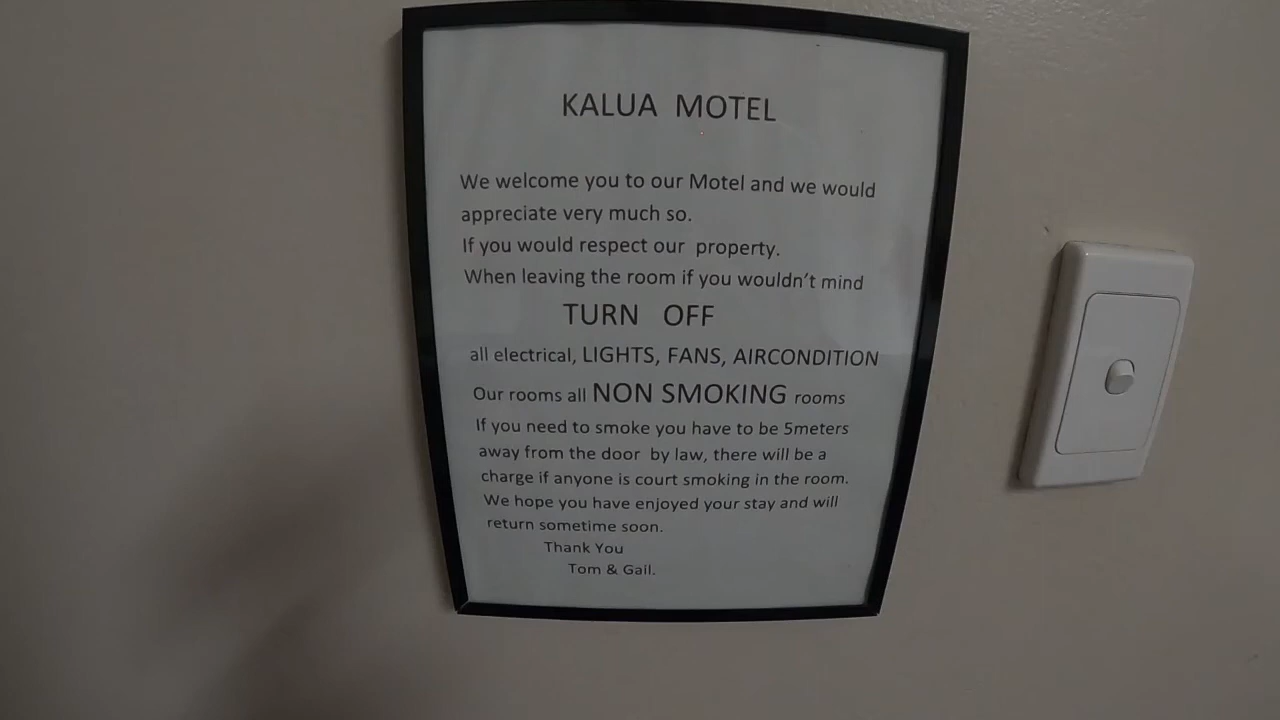 KALUA MOTEL
We welcome you to our Motel and we would
appreciate very much so.
If you would respect our property.
When leaving the room if you wouldn't mind
TURN OFF
all electrical, LIGHTS, FANS, AIRCONDITION
Our rooms all NON SMOKING rooms
If you need to smoke you have to be 5meters
away from the door by law, there will be a
charge if anyone is court smoking in the room.
We hope you have enjoyed your stay and will
return sometime soon.
Thank You
Tom & Gail.